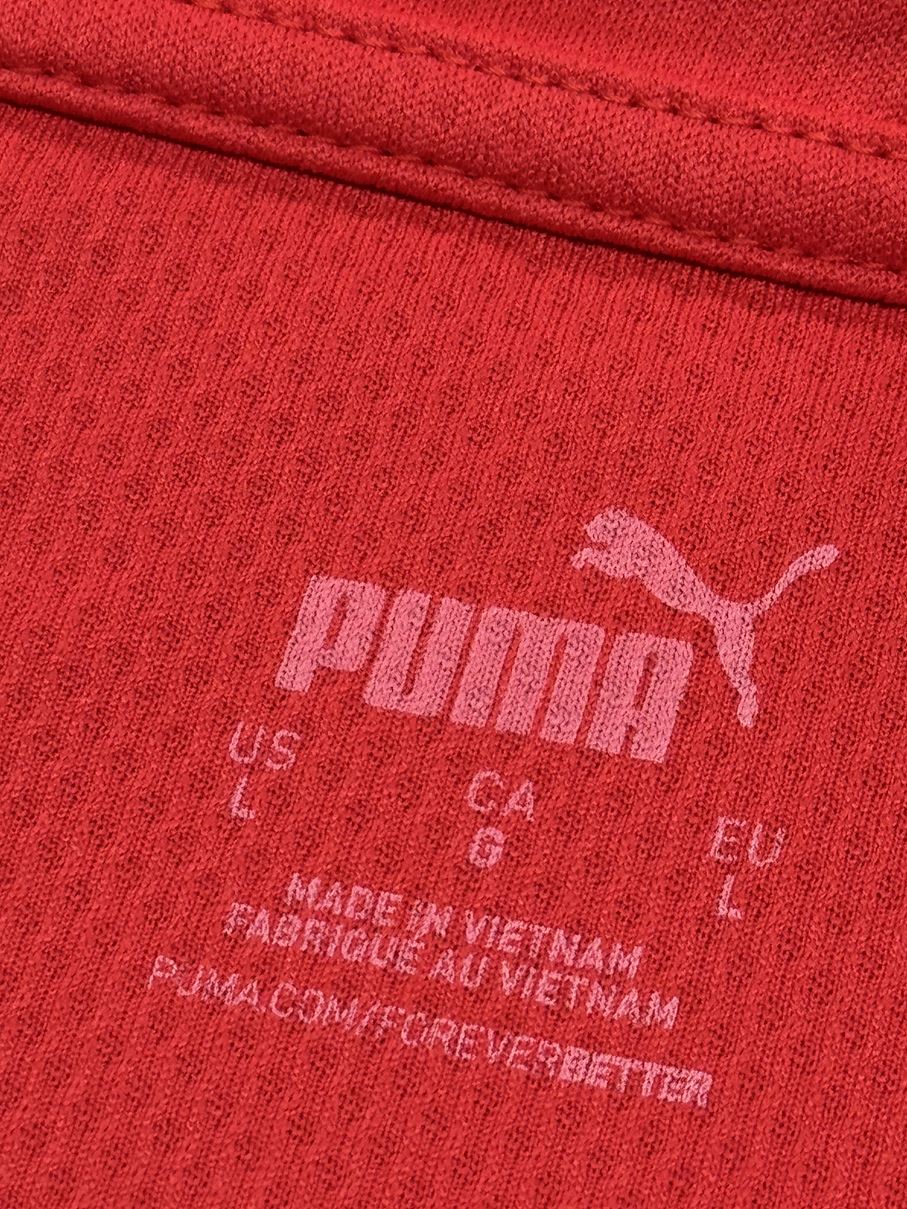 PUMA
US CA EU
L G L
MADE IN VIETNAM
FABRIQUÉ AU VIETNAM
PUMA.COM/FOREVERBETTER